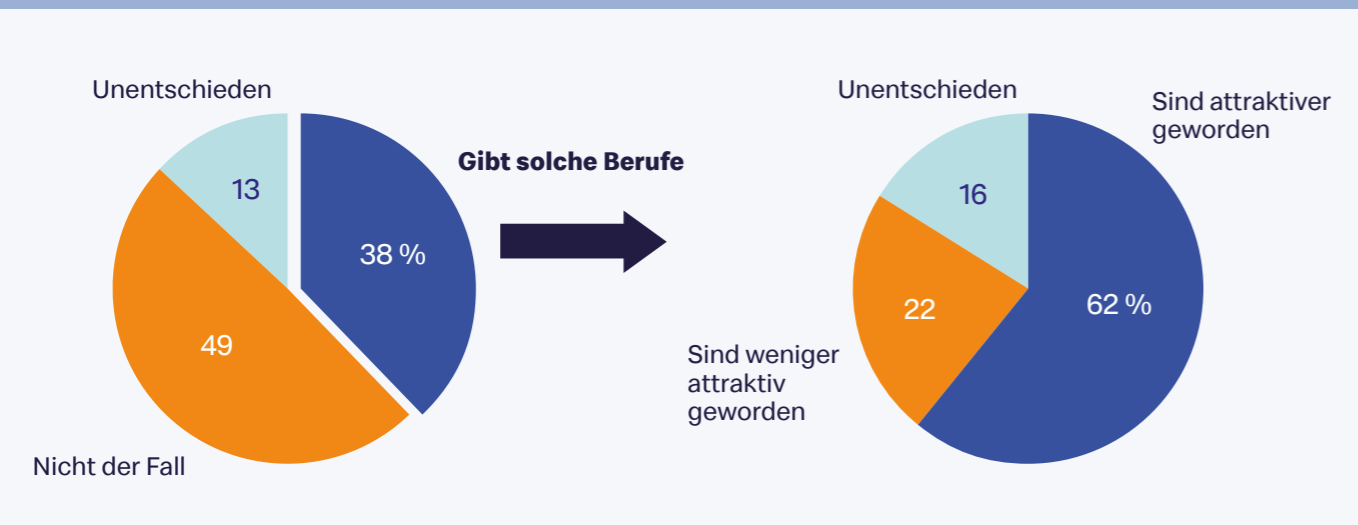 Unentschieden
13
38 %
49
Nicht der Fall
Gibt solche Berufe
Unentschieden
Sind attraktiver
geworden
16
22
62 %
Sind weniger
attraktiv
geworden